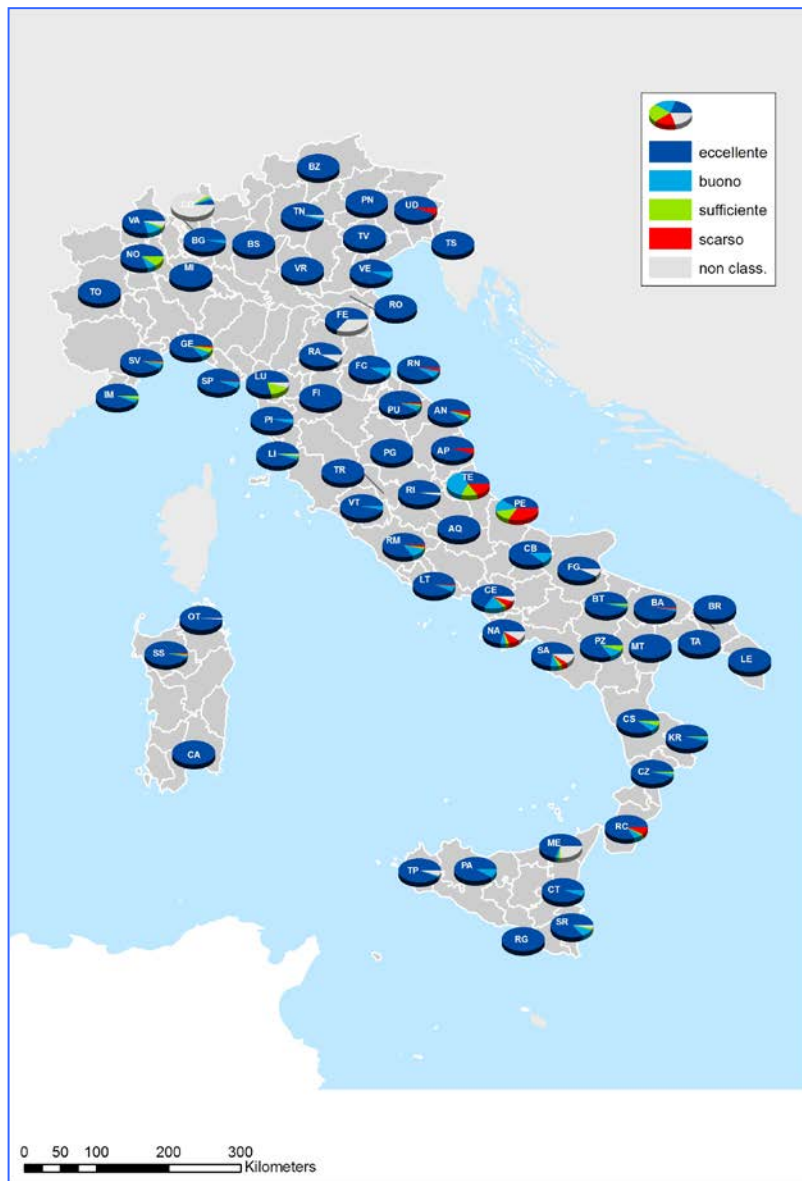 eccellente
buono
sufficiente
scarso
non class.
BZ
PN
UD
TN
VA
BG
BS
TV
TS
NO
MI
VR
VE
TO
RO
FE
GE
RA
FC
RN
SV
SP
LU
FI
IM
PU
AN
PI
LI
PG
AP
TR
TE
RI
PE
VT
AQ
RM
CB
FG
LT
CE
BT
BA
BR
OT
NA
SA
PZ
MT
TA
LE
SS
CS
KR
CA
CZ
RC
ME
TP
PA
CT
SR
RG
0 50 100 200 300
Kilometers